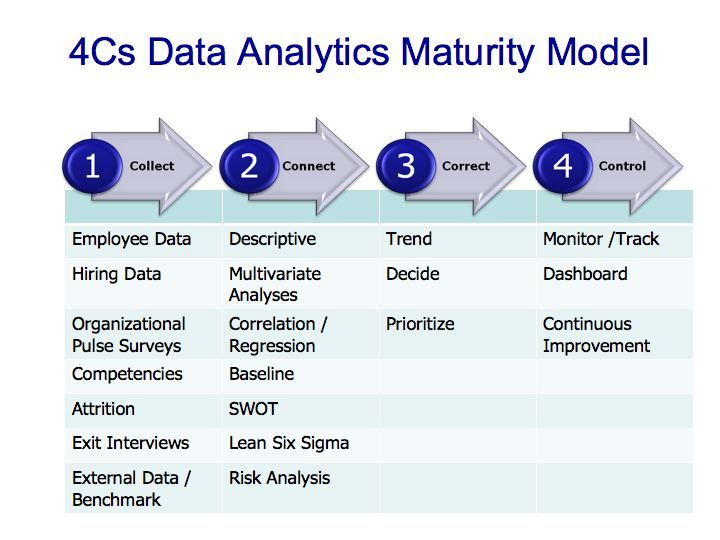 4Cs Data Analytics Maturity Model
1 Collect
2 Connect
3 Correct
4 Control
Employee Data
Descriptive
Trend
Monitor /Track
Hiring Data
Multivariate
Analyses
Decide
Dashboard
Organizational
Pulse Surveys
Correlation /
Regression
Prioritize
Continuous
Improvement
Competencies
Baseline
Attrition
SWOT
Exit Interviews
Lean Six Sigma
External Data /
Benchmark
Risk Analysis